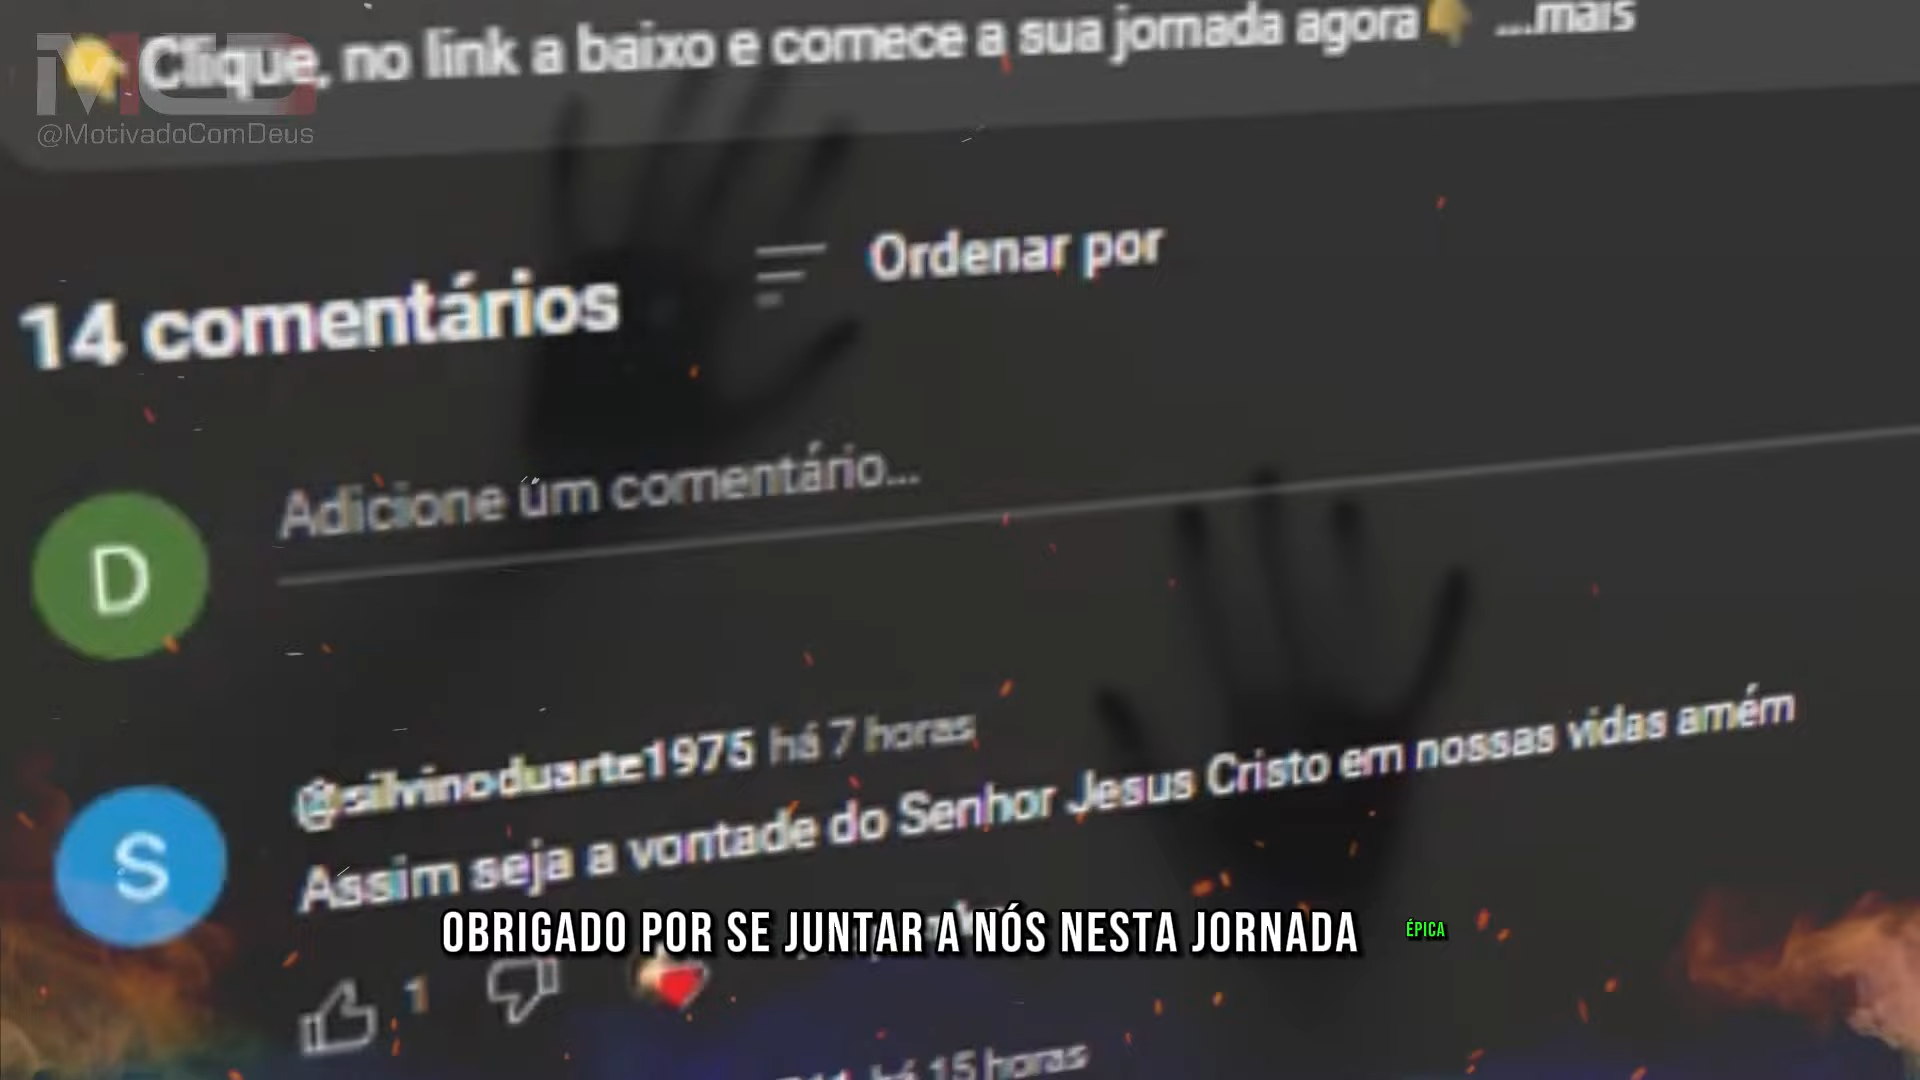 👇 Clique, no link a baixo e comece a sua jornada agora👇 ...mais
MCD
@MotivadoComDeus
14 comentários
Ordenar por
Adicione um comentário...
D
@silvinoduarte1975 há 7 horas
S
Assim seja a vontade do Senhor Jesus Cristo em nossas vidas amém
OBRIGADO POR SE JUNTAR A NÓS NESTA JORNADA ÉPICA
1
há 15 horas